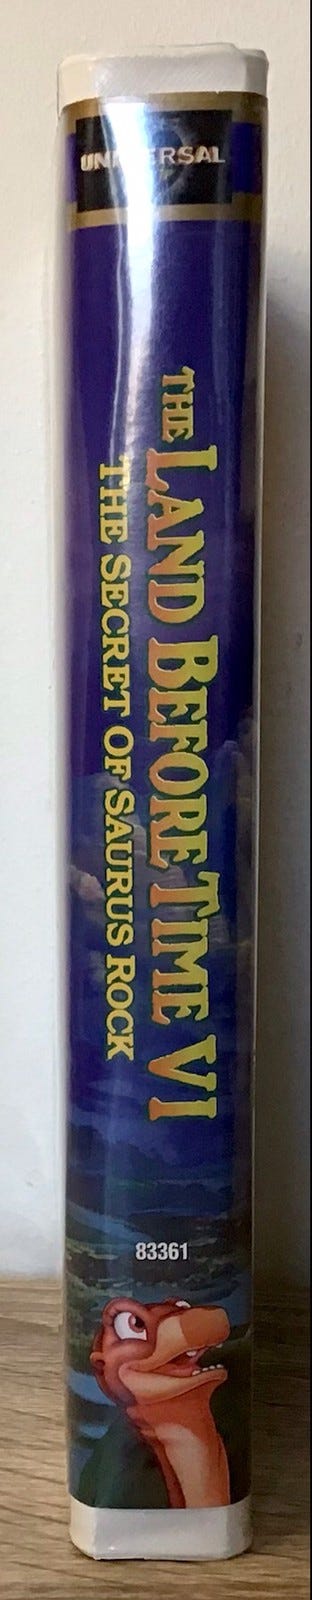 UNIVERSAL
THE LAND BEFORE TIME VI
THE SECRET OF SAURUS ROCK
83361